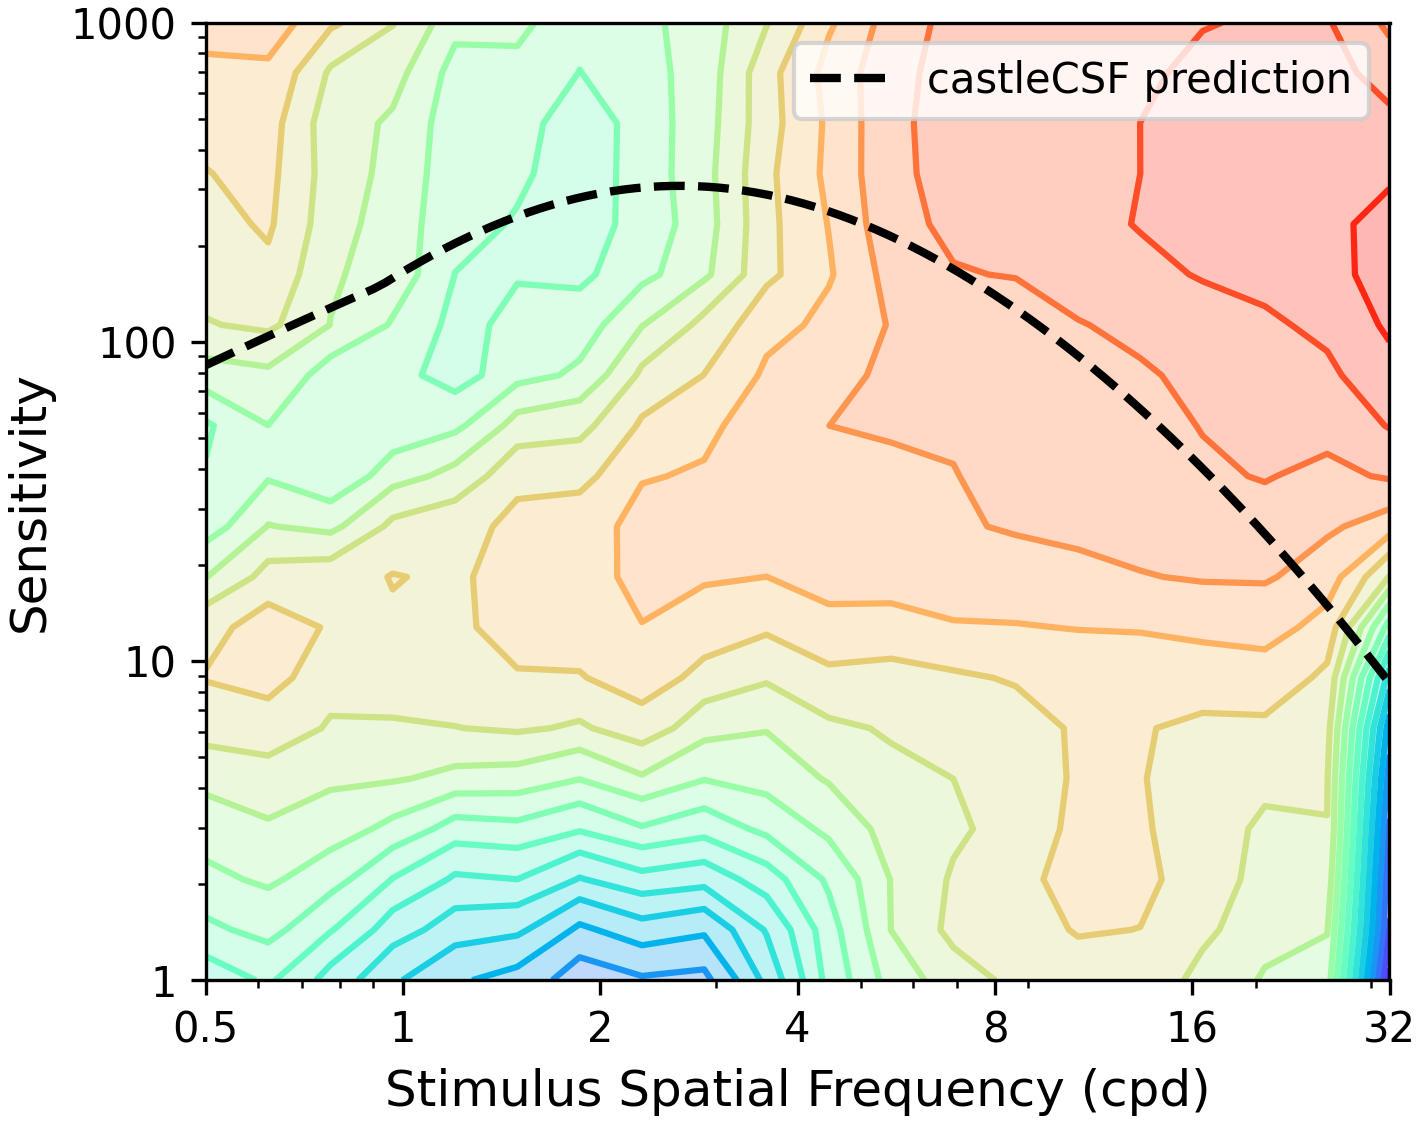 1000
100
10
1
Sensitivity
castleCSF prediction
0.5 1 2 4 8 16 32
Stimulus Spatial Frequency (cpd)